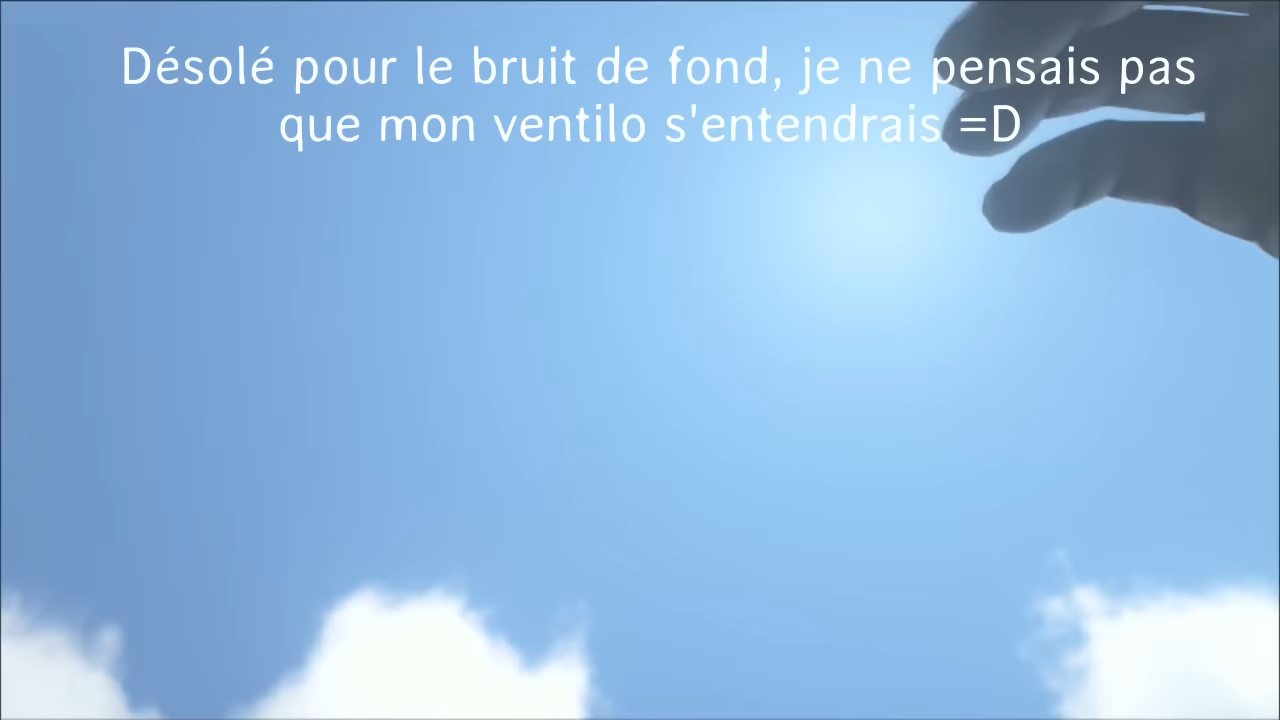 Désolé pour le bruit de fond, je ne pensais pas
que mon ventilo s'entendrais =D